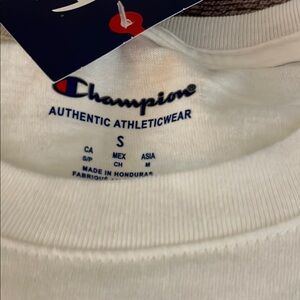 S
Champion
AUTHENTIC ATHLETICWEAR
S
CA MEX ASIA
S/P CH M
MADE IN HONDURAS